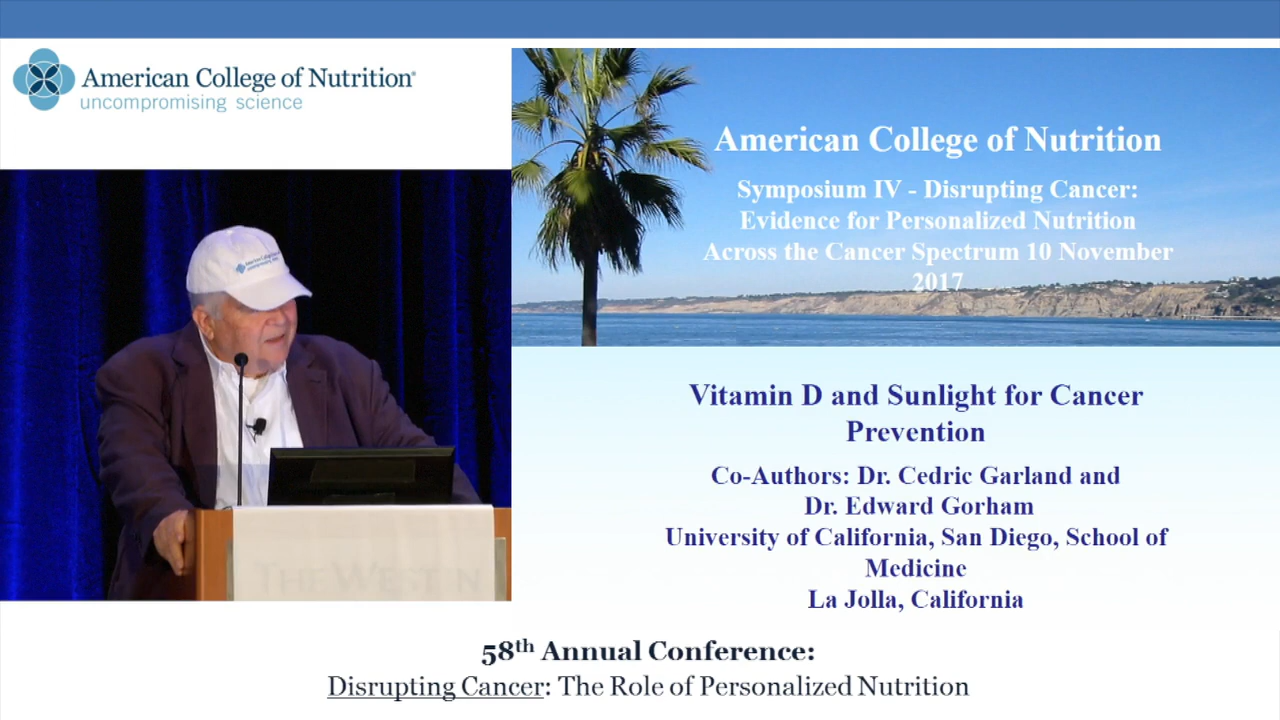 American College of Nutrition
uncompromising science
American College of Nutrition
Symposium IV - Disrupting Cancer:
Evidence for Personalized Nutrition
Across the Cancer Spectrum 10 November
2017
Vitamin D and Sunlight for Cancer
Prevention
Co-Authors: Dr. Cedric Garland and
Dr. Edward Gorham
University of California, San Diego, School of
Medicine
La Jolla, California
THE WESTIN
58th Annual Conference:
Disrupting Cancer: The Role of Personalized Nutrition